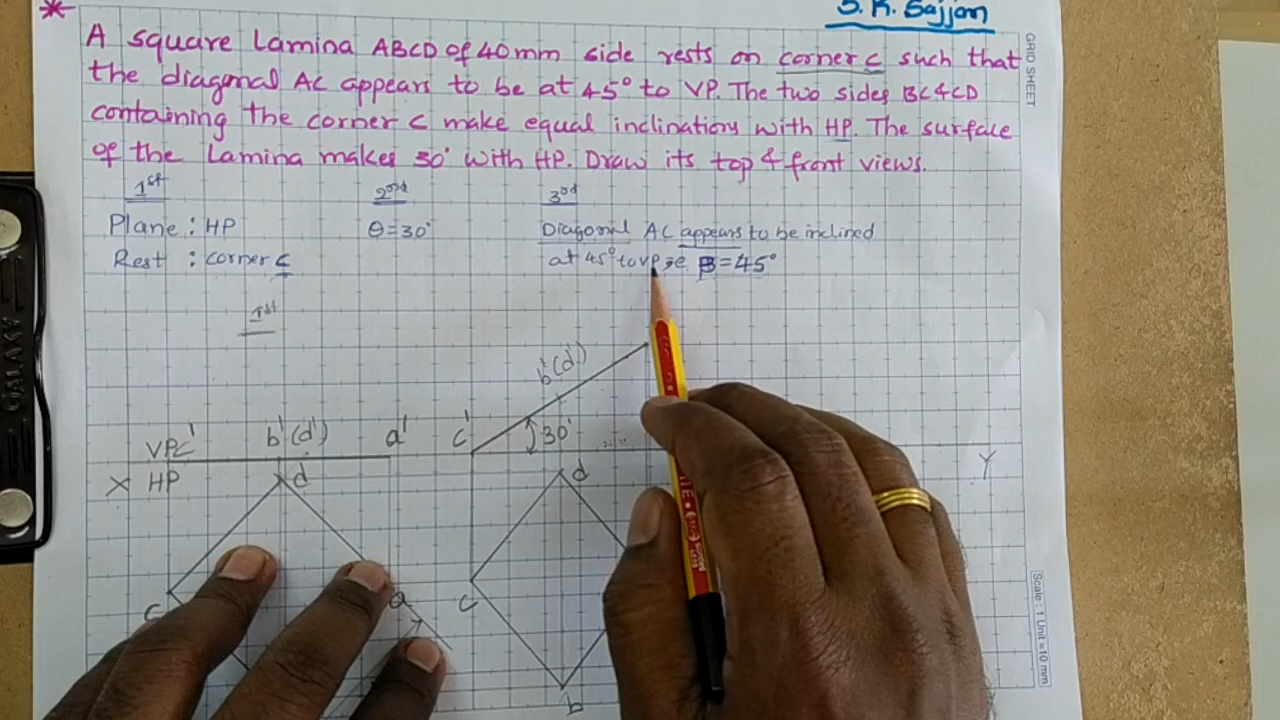 S. R. Sajjan
GRID SHEET
A square Lamina ABCD of 40mm side rests on corner C such that
the diagonal AC appears to be at 45° to VP. The two sides BC & CD
containing the corner C make equal inclinations with HP. The surface
of the Lamina makes 30° with HP. Draw its top & front views.
1st 2nd 3rd
Plane : HP θ=30° Diagonal AC appears to be inclined
Rest : corner C at 45° to VP ie β=45°
1st
b'(d')
VP c' b'(d') a' c' 30°
X HP d d Y
c a c
b
Scale : 1 Unit = 10 mm